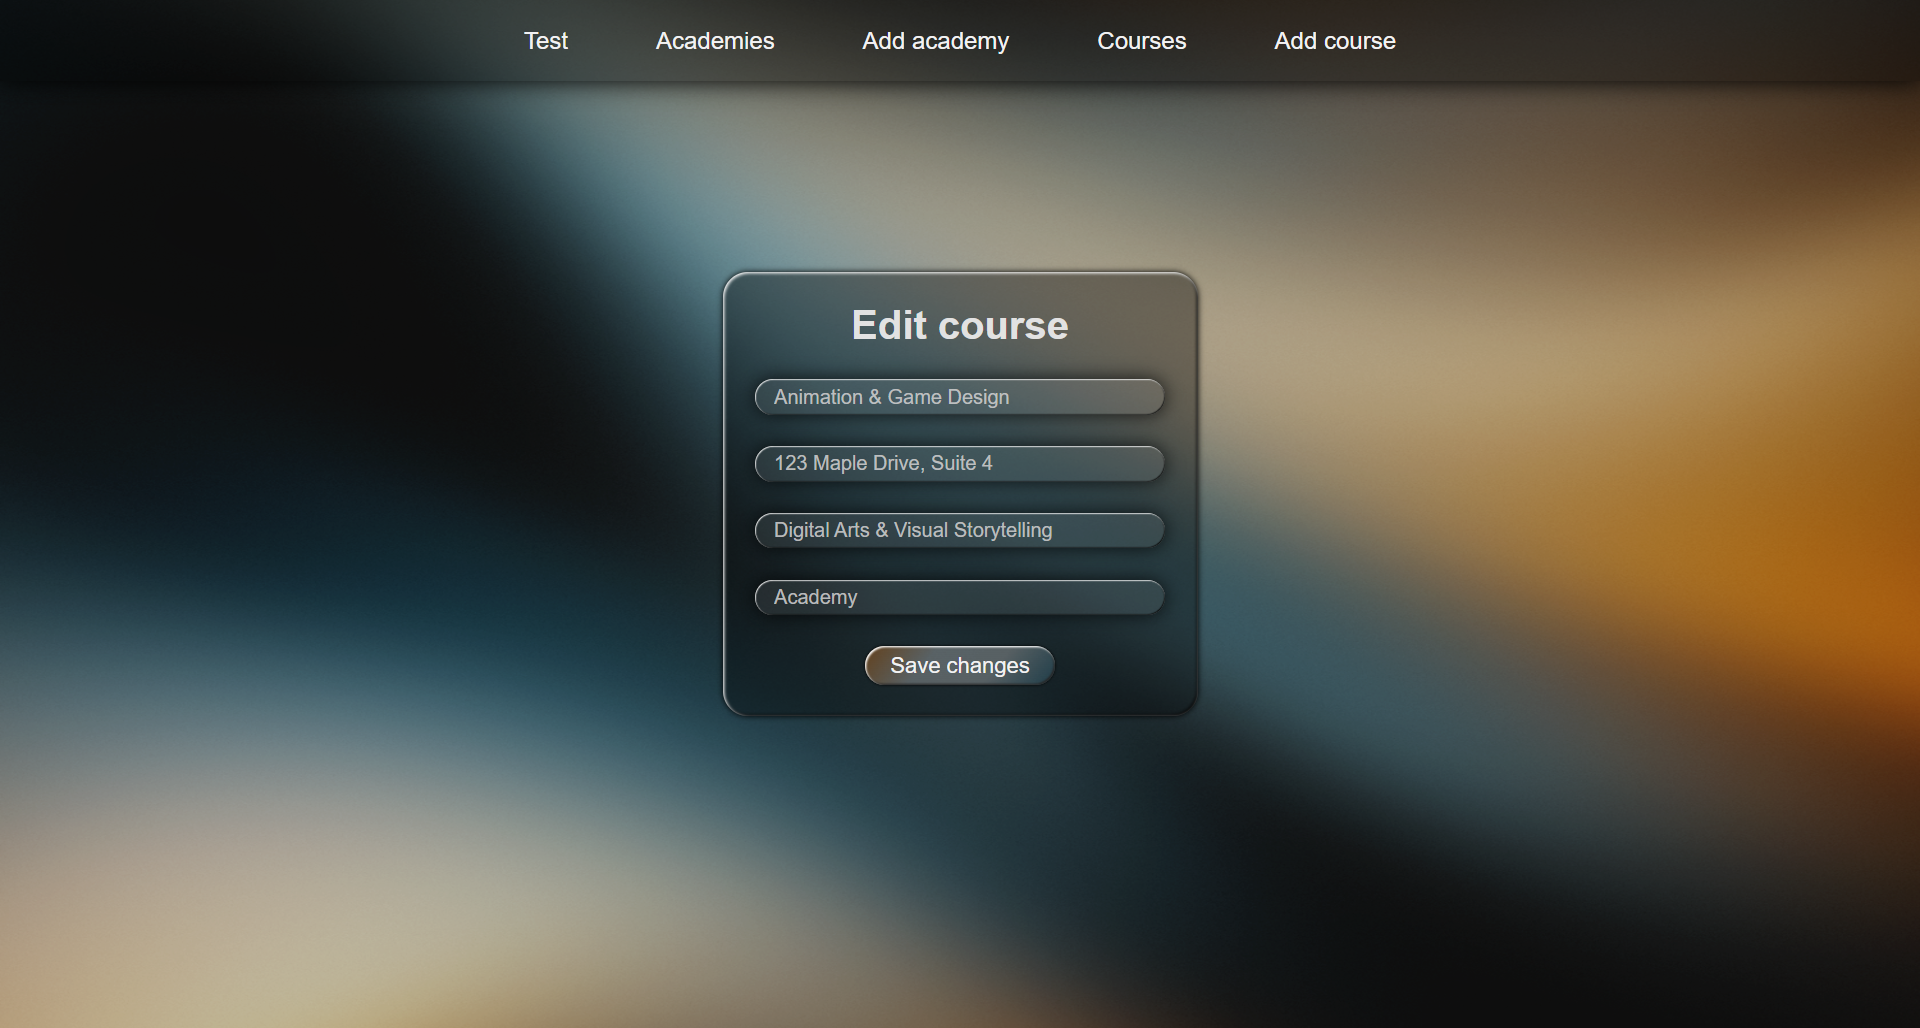 Test Academies Add academy Courses Add course
Edit course
Animation & Game Design
123 Maple Drive, Suite 4
Digital Arts & Visual Storytelling
Academy
Save changes